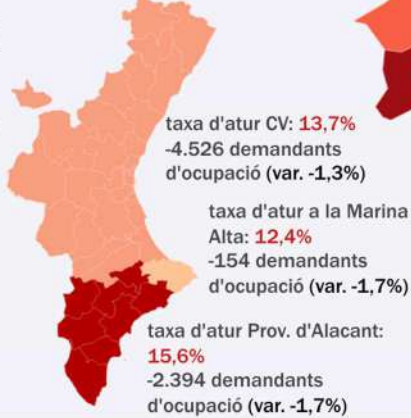 taxa d'atur CV: 13,7%
-4.526 demandants
d'ocupació (var. -1,3%)
taxa d'atur a la Marina
Alta: 12,4%
-154 demandants
d'ocupació (var. -1,7%)
taxa d'atur Prov. d'Alacant:
15,6%
-2.394 demandants
d'ocupació (var. -1,7%)